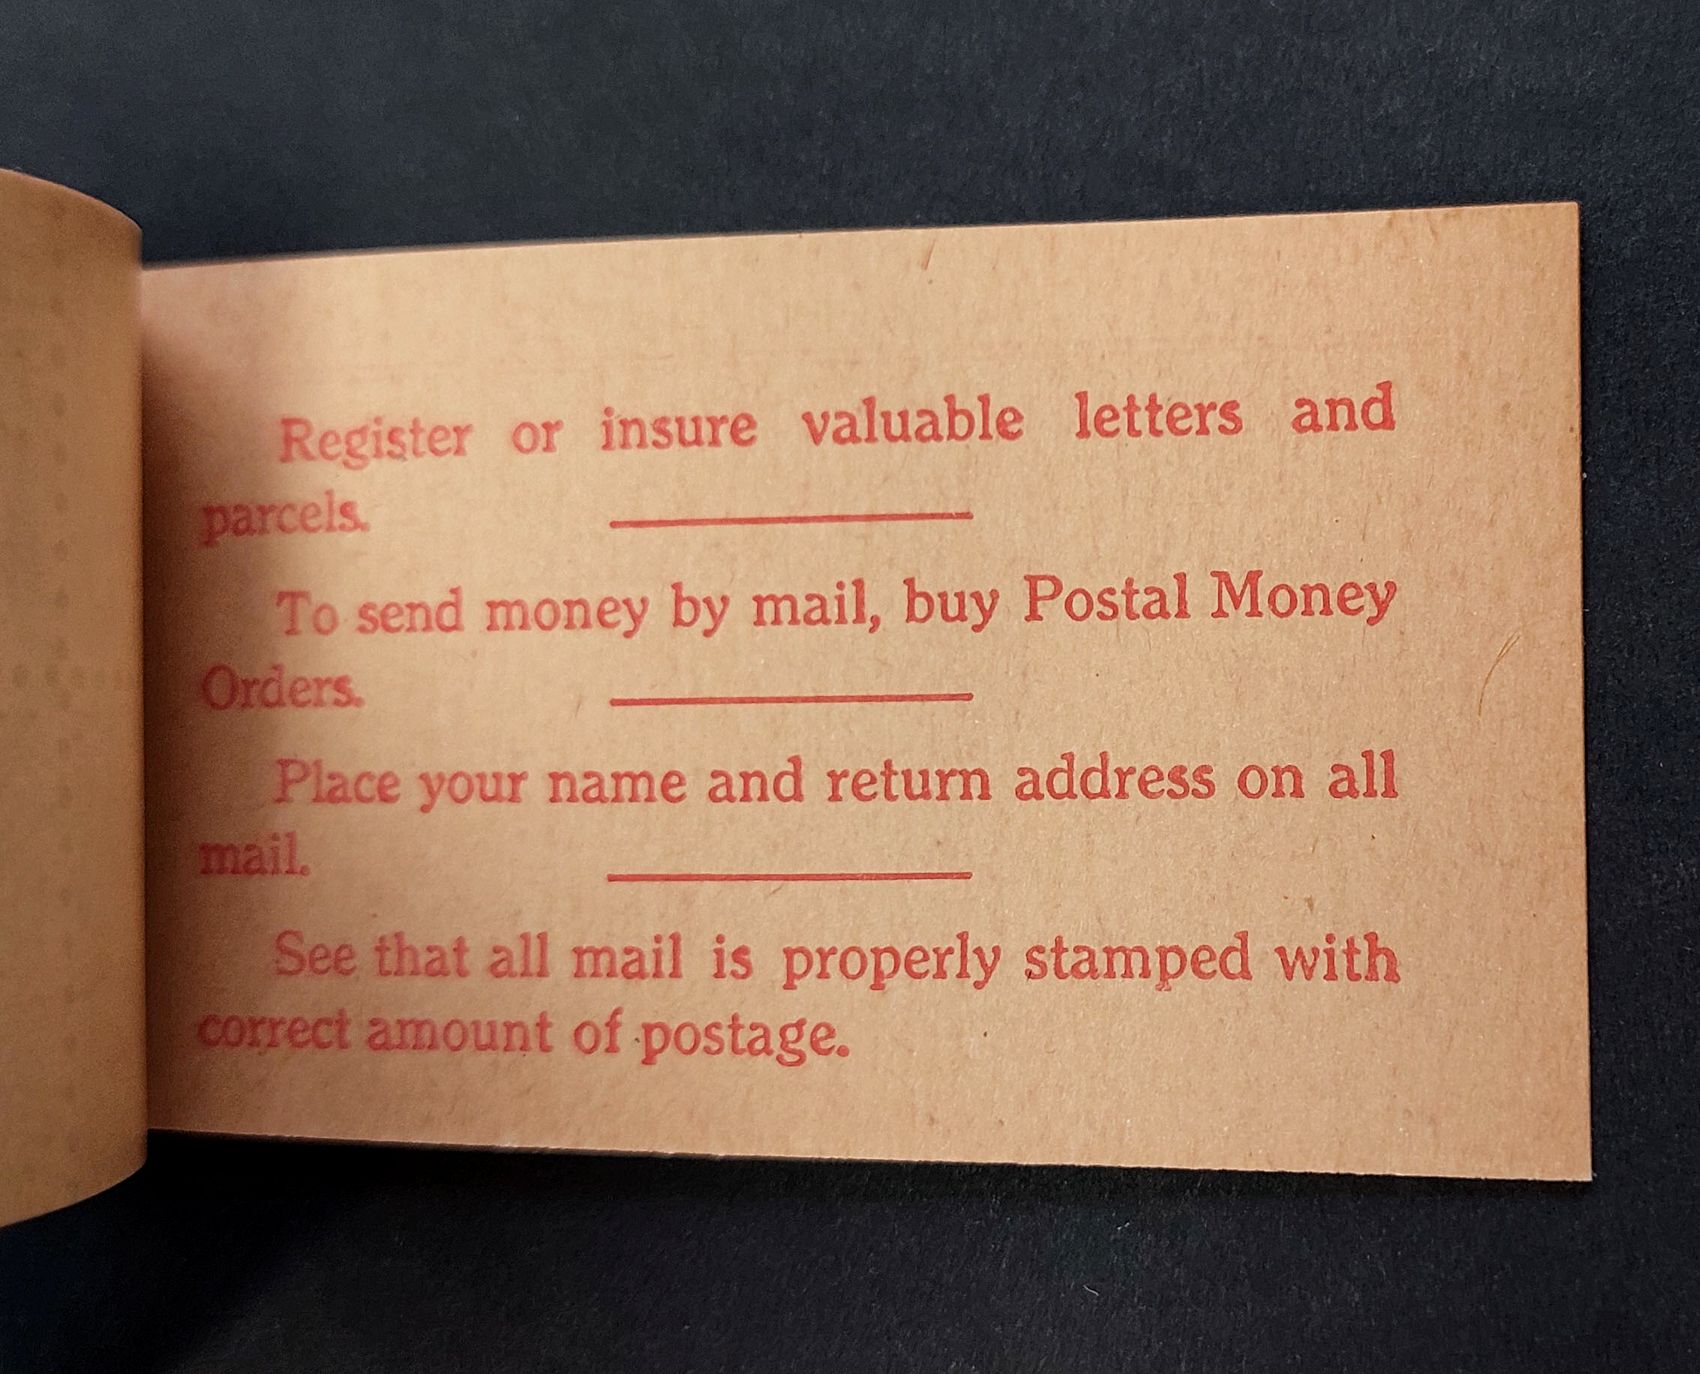 Register or insure valuable letters and
parcels.
To send money by mail, buy Postal Money
Orders.
Place your name and return address on all
mail.
See that all mail is properly stamped with
correct amount of postage.